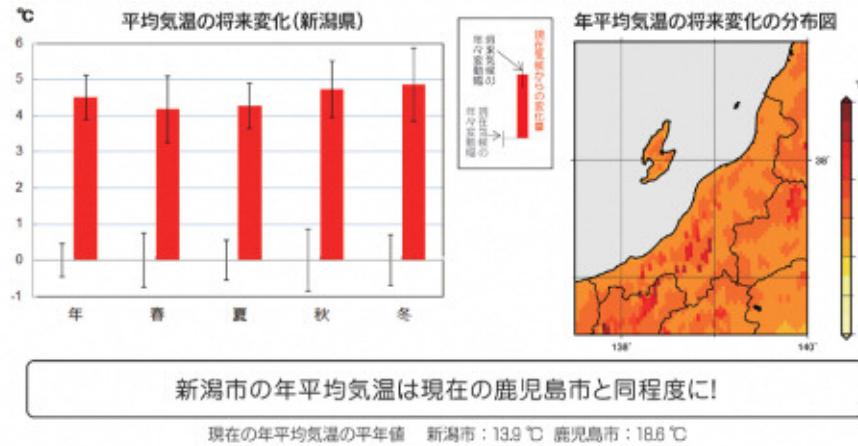 ℃
平均気温の将来変化(新潟県)
6
5
4
3
2
1
0
-1
年
春
夏
秋
冬
将来気候の
年々変動幅
現在気候からの変化量
現在気候の
年々変動幅
年平均気温の将来変化の分布図
38°
138°
140°
新潟市の年平均気温は現在の鹿児島市と同程度に!
現在の年平均気温の平年値 新潟市:13.9 ℃ 鹿児島市:18.6 ℃